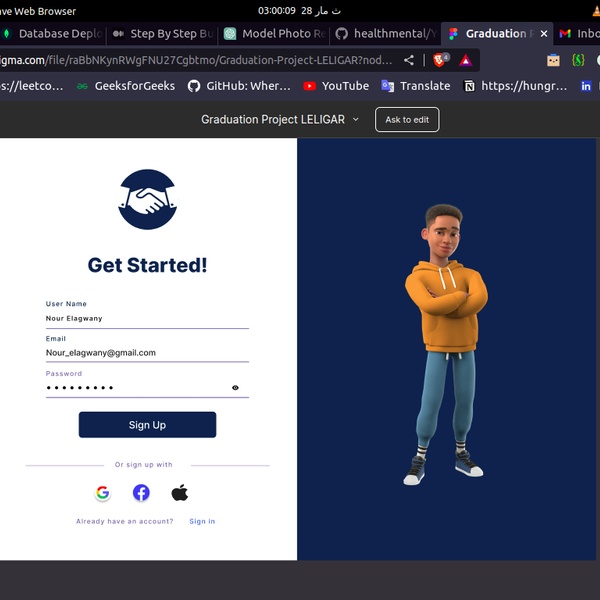 ave Web Browser
03:00:09 28 مار ث
Database Deplo
Step By Step Bu
Model Photo Re
healthmental/Y
Graduation P
Inbo
igma.com/file/raBbNKynRWgFNU27Cgbtmo/Graduation-Project-LELIGAR?nod...
4
s://leetco...
GeeksforGeeks
GitHub: Wher...
YouTube
Translate
https://hungr...
Graduation Project LELIGAR
Ask to edit
Get Started!
User Name
Nour Elagwany
Email
Nour_elagwany@gmail.com
Password
Sign Up
Or sign up with
Already have an account? Sign in